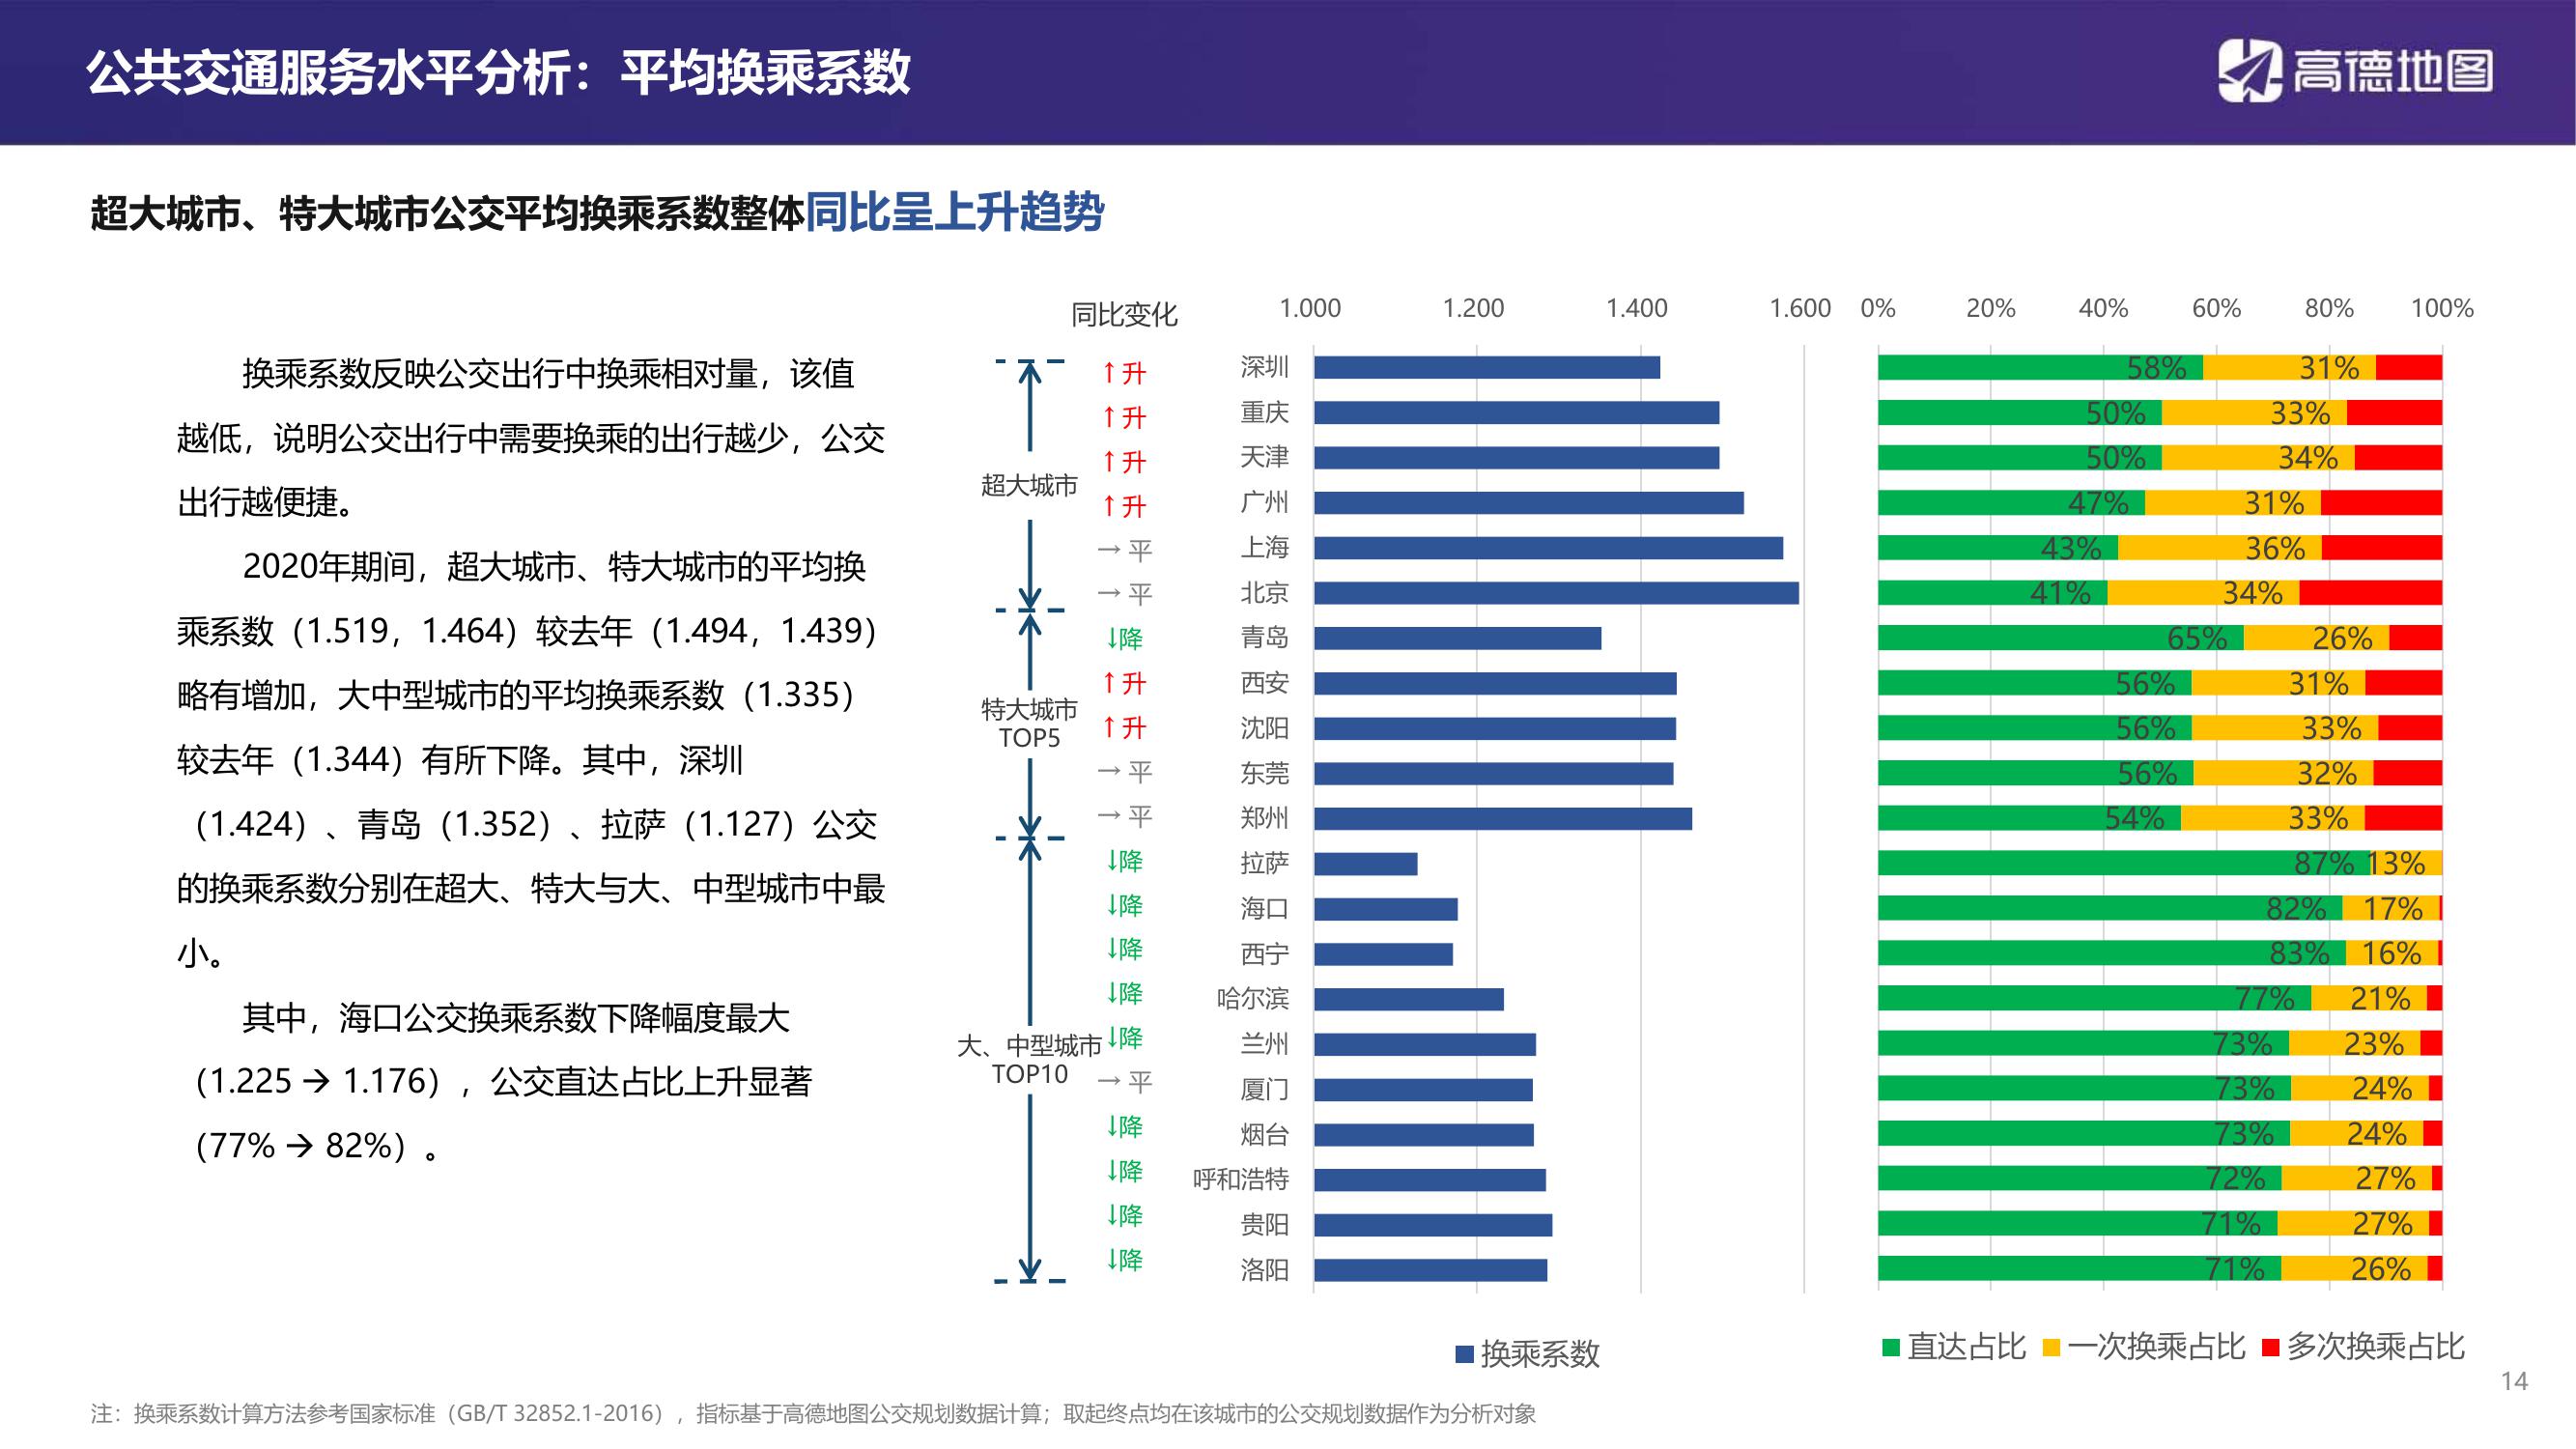 公共交通服务水平分析：平均换乘系数
高德地图
超大城市、特大城市公交平均换乘系数整体同比呈上升趋势
换乘系数反映公交出行中换乘相对量，该值
越低，说明公交出行中需要换乘的出行越少，公交
出行越便捷。
2020年期间，超大城市、特大城市的平均换
乘系数（1.519，1.464）较去年（1.494，1.439）
略有增加，大中型城市的平均换乘系数（1.335）
较去年（1.344）有所下降。其中，深圳
（1.424）、青岛（1.352）、拉萨（1.127）公交
的换乘系数分别在超大、特大与大、中型城市中最
小。
其中，海口公交换乘系数下降幅度最大
（1.225 → 1.176），公交直达占比上升显著
（77% → 82%）。
同比变化
1.000 1.200 1.400 1.600
0% 20% 40% 60% 80% 100%
超大城市
特大城市
TOP5
大、中型城市
TOP10
↑升 深圳 58% 31%
↑升 重庆 50% 33%
↑升 天津 50% 34%
↑升 广州 47% 31%
→平 上海 43% 36%
→平 北京 41% 34%
↓降 青岛 65% 26%
↑升 西安 56% 31%
↑升 沈阳 56% 33%
→平 东莞 56% 32%
→平 郑州 54% 33%
↓降 拉萨 87% 13%
↓降 海口 82% 17%
↓降 西宁 83% 16%
↓降 哈尔滨 77% 21%
↓降 兰州 73% 23%
→平 厦门 73% 24%
↓降 烟台 73% 24%
↓降 呼和浩特 72% 27%
↓降 贵阳 71% 27%
↓降 洛阳 71% 26%
换乘系数
直达占比 一次换乘占比 多次换乘占比
14
注：换乘系数计算方法参考国家标准（GB/T 32852.1-2016），指标基于高德地图公交规划数据计算；取起终点均在该城市的公交规划数据作为分析对象